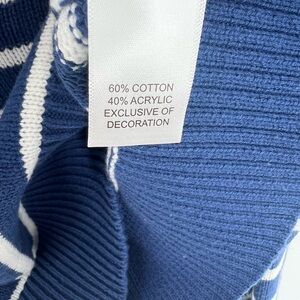 60% COTTON
40% ACRYLIC
EXCLUSIVE OF
DECORATION